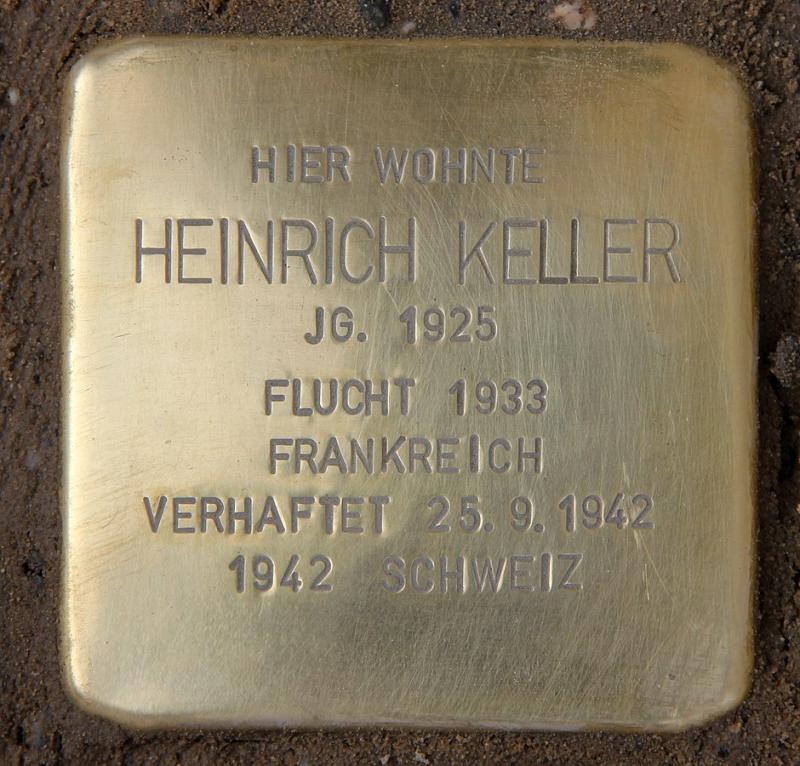 HIER WOHNTE
HEINRICH KELLER
JG. 1925
FLUCHT 1933
FRANKREICH
VERHAFTET 25. 9. 1942
1942 SCHWEIZ